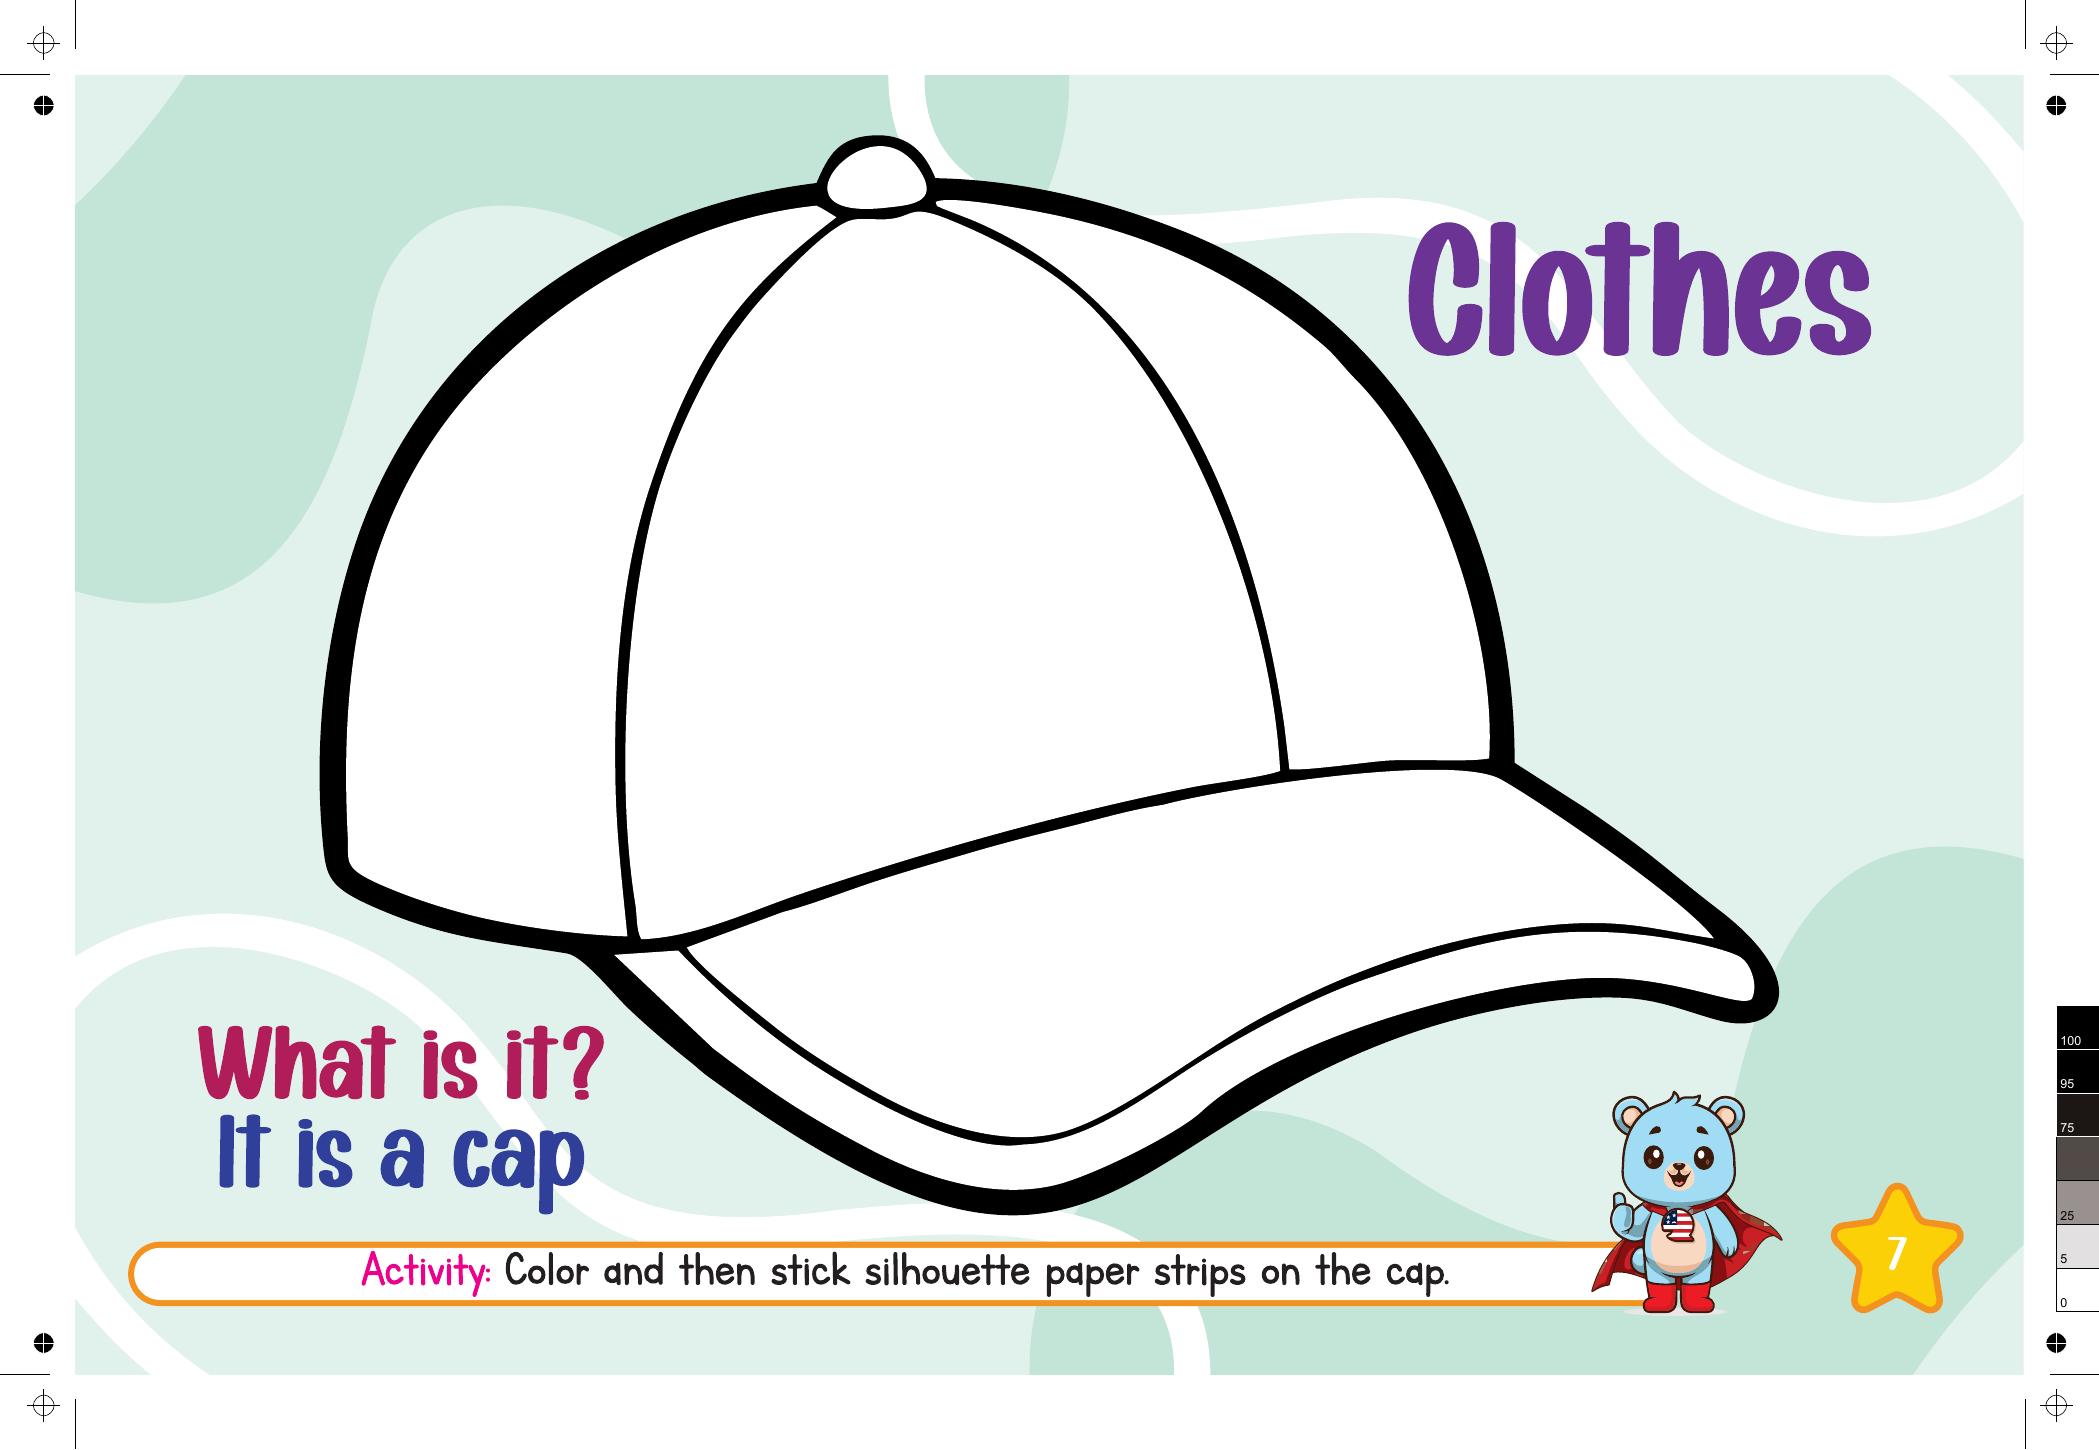 Clothes
What is it?
It is a cap
Activity: Color and then stick silhouette paper strips on the cap.
7
100
95
75
25
5
0